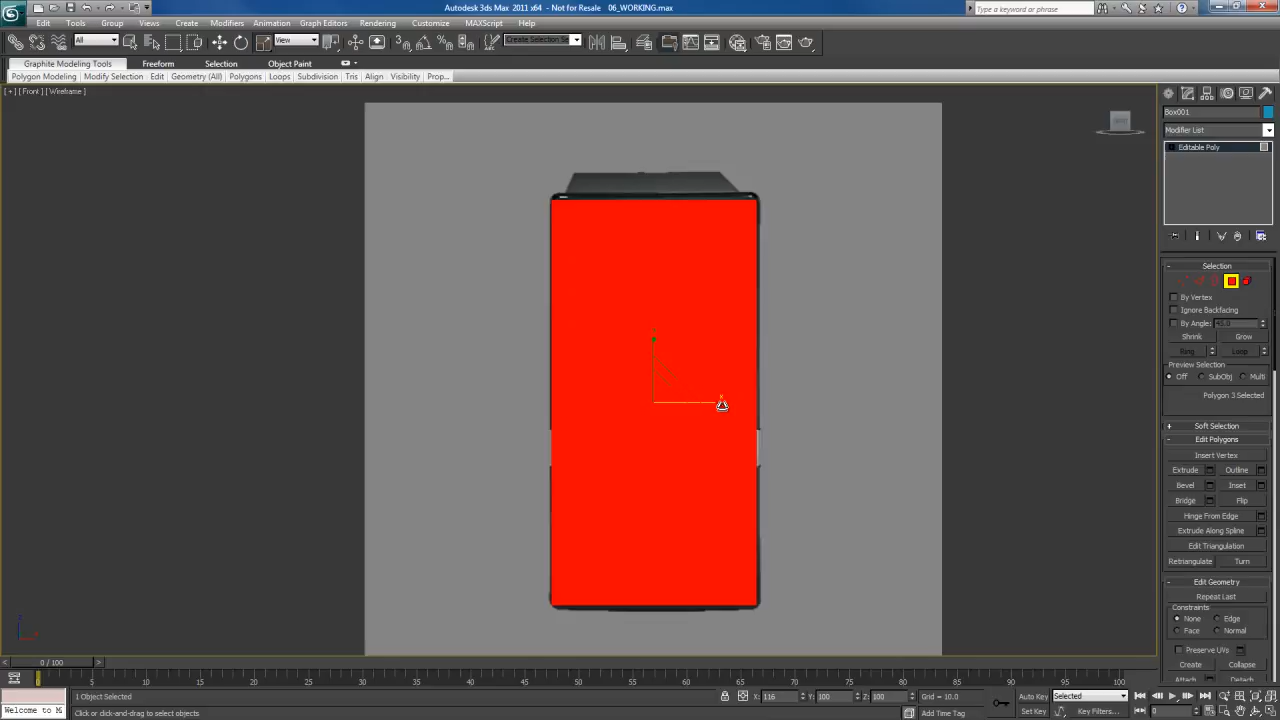 Autodesk 3ds Max 2011 x64 - Not for Resale 06_WORKING.max
Type a keyword or phrase
Edit Tools Group Views Create Modifiers Animation Graph Editors Rendering Customize MAXScript Help
All View Create Selection Se
Graphite Modeling Tools Freeform Selection Object Paint
Polygon Modeling Modify Selection Edit Geometry (All) Polygons Loops Subdivision Tris Align Visibility Prop...
[ + ] [ Front ] [ Wireframe ]
Box001
Modifier List
Editable Poly
- Selection
By Vertex
Ignore Backfacing
By Angle: 45.0
Shrink Grow
Ring Loop
Preview Selection
Off SubObj Multi
Polygon 3 Selected
+ Soft Selection
- Edit Polygons
Insert Vertex
Extrude Outline
Bevel Inset
Bridge Flip
Hinge From Edge
Extrude Along Spline
Edit Triangulation
Retriangulate Turn
- Edit Geometry
Repeat Last
Constraints
None Edge
Face Normal
Preserve UVs
Create Collapse
Attach Detach
< 0 / 100 >
0 5 10 15 20 25 30 35 40 45 50 55 60 65 70 75 80 85 90 95 100
1 Object Selected X: 116 Y: 100 Z: 100 Grid = 10.0 Auto Key Selected
Welcome to M Click or click-and-drag to select objects Add Time Tag Set Key Key Filters... 0